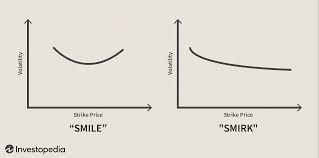 Volatility
Strike Price
“SMILE”
Volatility
Strike Price
"SMIRK"
Investopedia